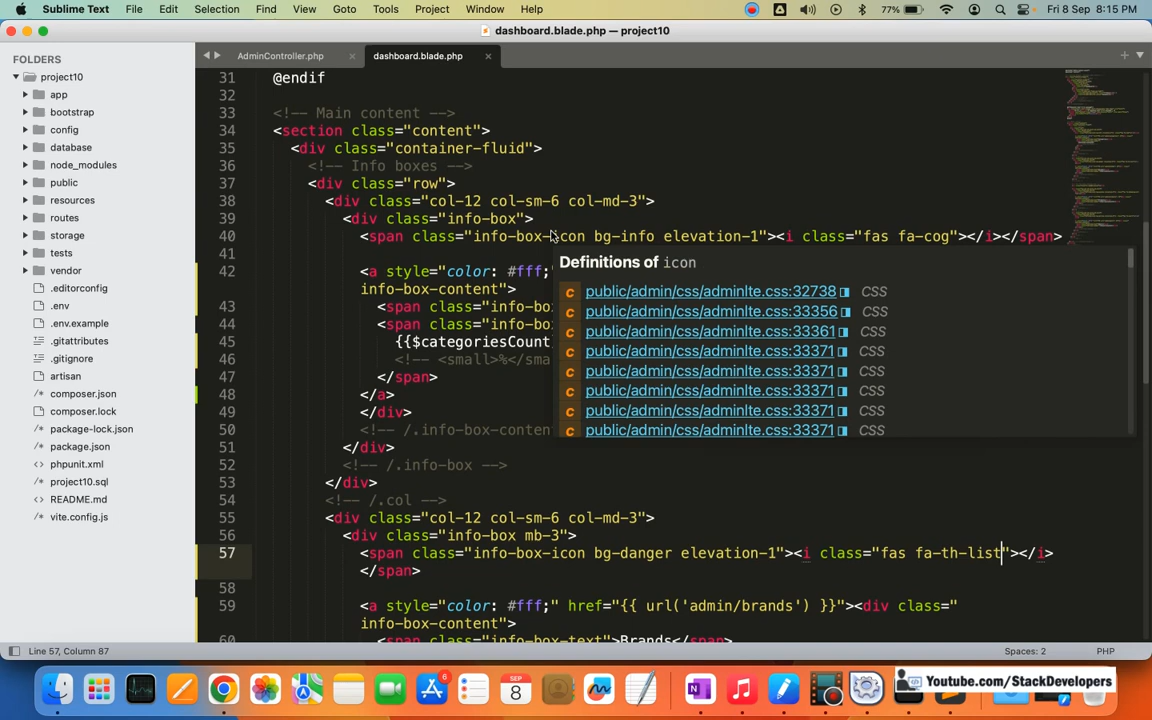 Sublime Text File Edit Selection Find View Goto Tools Project Window Help 77% Fri 8 Sep 8:15 PM
dashboard.blade.php — project10
FOLDERS
project10
app
bootstrap
config
database
node_modules
public
resources
routes
storage
tests
vendor
.editorconfig
.env
.env.example
.gitattributes
.gitignore
artisan
composer.json
composer.lock
package-lock.json
package.json
phpunit.xml
project10.sql
README.md
vite.config.js
AdminController.php dashboard.blade.php
31 @endif
32
33 <!-- Main content -->
34 <section class="content">
35 <div class="container-fluid">
36 <!-- Info boxes -->
37 <div class="row">
38 <div class="col-12 col-sm-6 col-md-3">
39 <div class="info-box">
40 <span class="info-box-icon bg-info elevation-1"><i class="fas fa-cog"></i></span>
41
42 <a style="color: #fff;"
info-box-content">
43 <span class="info-bo
44 <span class="info-bo
45 {{$categoriesCount
46 <!-- <small>%</sma
47 </span>
48 </a>
49 </div>
50 <!-- /.info-box-conten
51 </div>
52 <!-- /.info-box -->
53 </div>
54 <!-- /.col -->
55 <div class="col-12 col-sm-6 col-md-3">
56 <div class="info-box mb-3">
57 <span class="info-box-icon bg-danger elevation-1"><i class="fas fa-th-list"></i>
</span>
58
59 <a style="color: #fff;" href="{{ url('admin/brands') }}"><div class="
info-box-content">
60 <span class="info-box-text">Brands</span>
Definitions of icon
c public/admin/css/adminlte.css:32738 CSS
c public/admin/css/adminlte.css:33356 CSS
c public/admin/css/adminlte.css:33361 CSS
c public/admin/css/adminlte.css:33371 CSS
c public/admin/css/adminlte.css:33371 CSS
c public/admin/css/adminlte.css:33371 CSS
c public/admin/css/adminlte.css:33371 CSS
c public/admin/css/adminlte.css:33371 CSS
Line 57, Column 87 Spaces: 2 PHP
6
SEP
8
Youtube.com/StackDevelopers